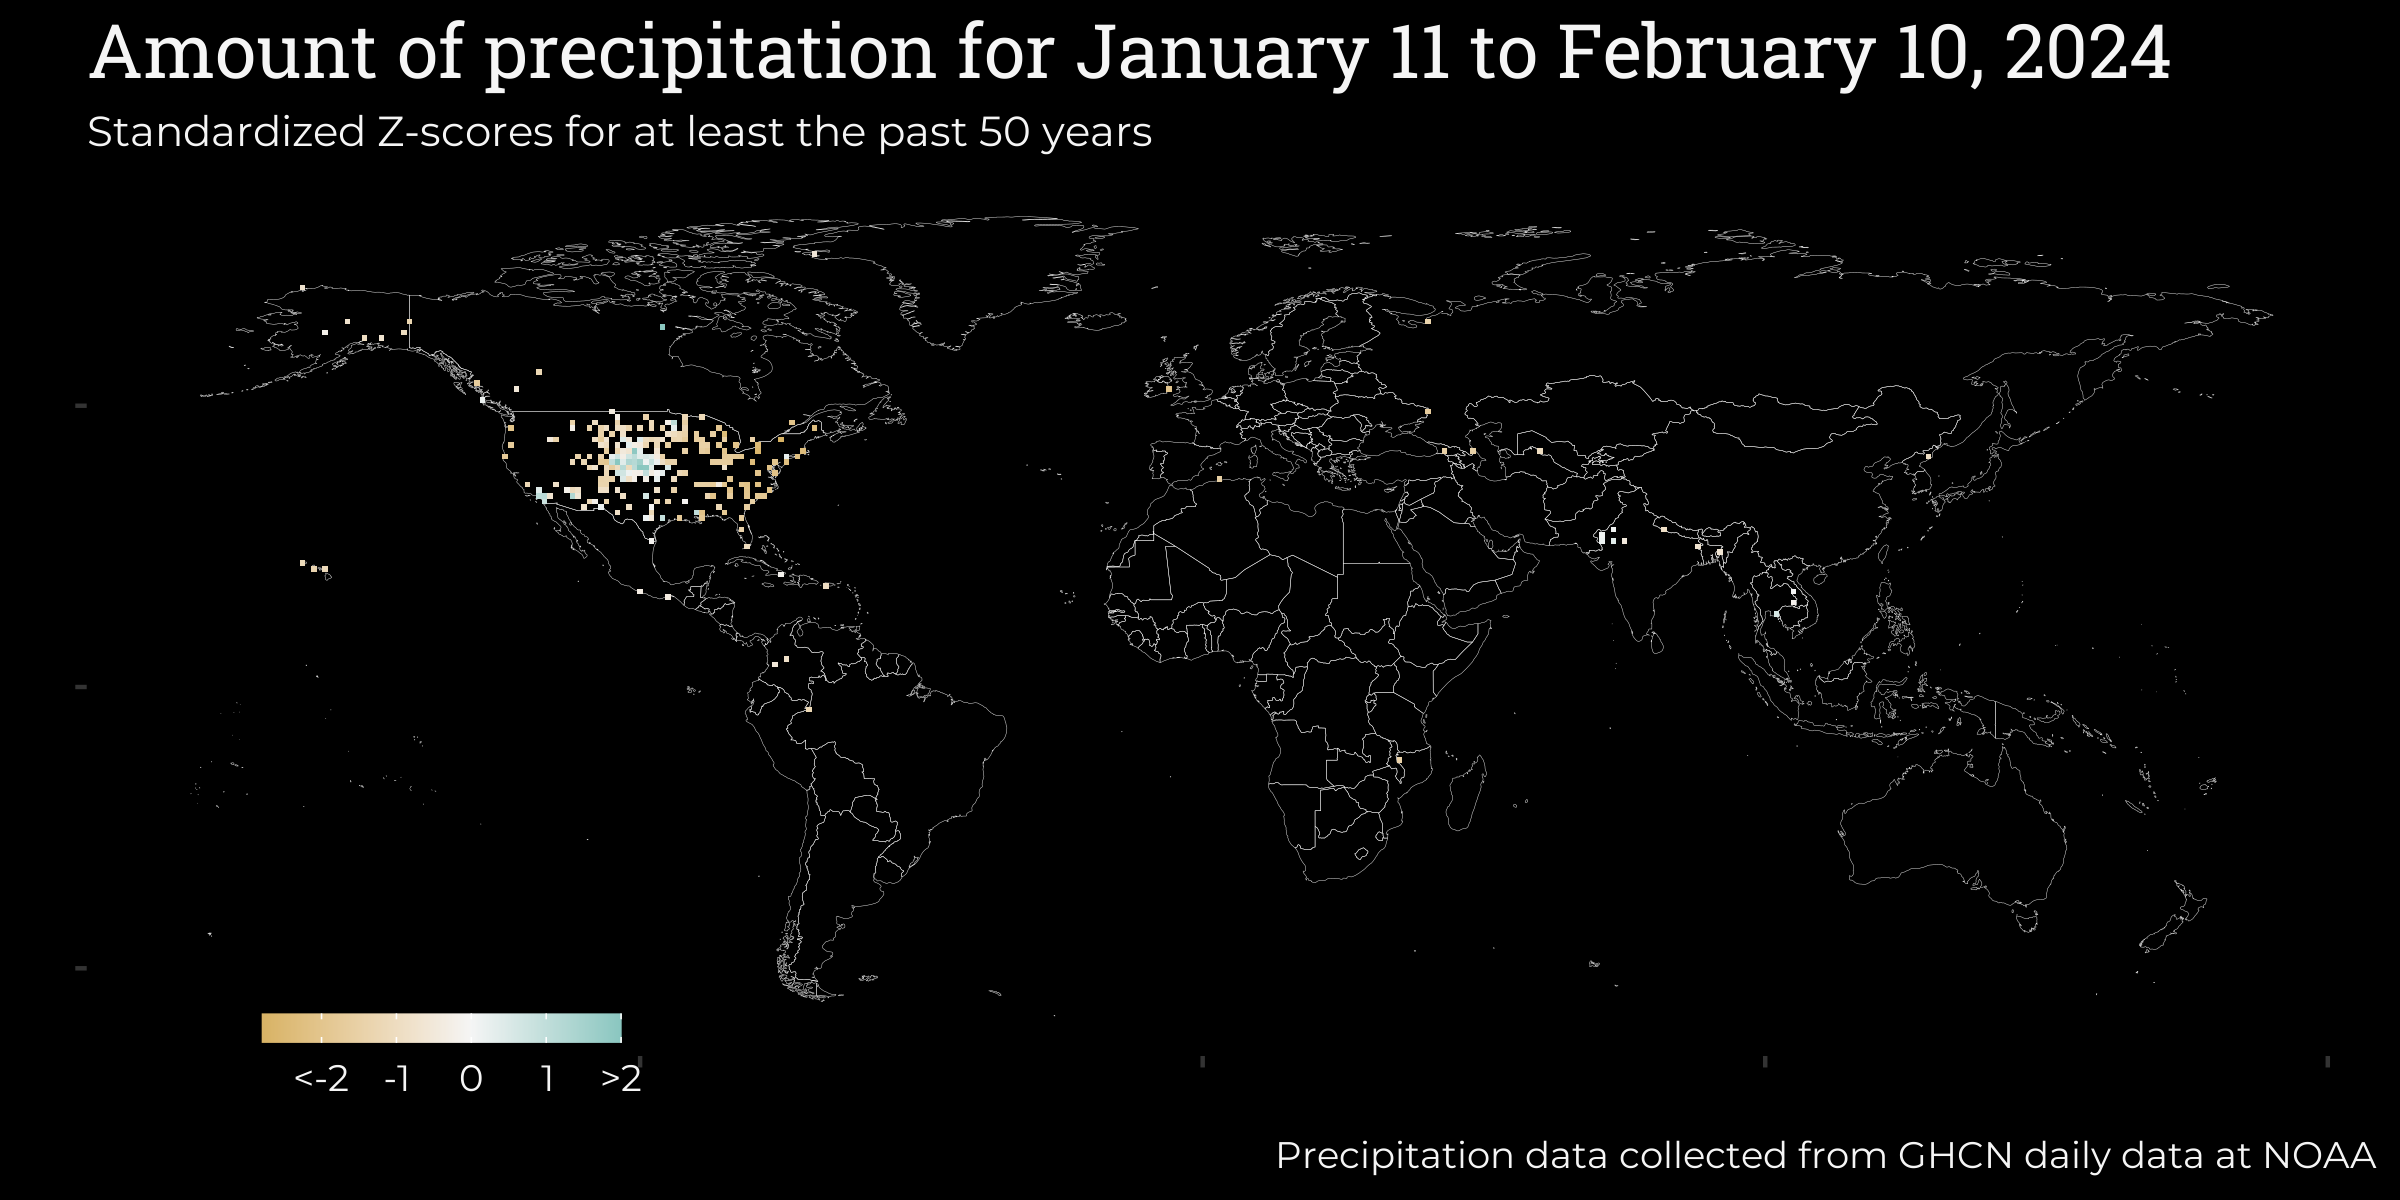 Amount of precipitation for January 11 to February 10, 2024
Standardized Z-scores for at least the past 50 years
<-2 -1 0 1 >2
Precipitation data collected from GHCN daily data at NOAA